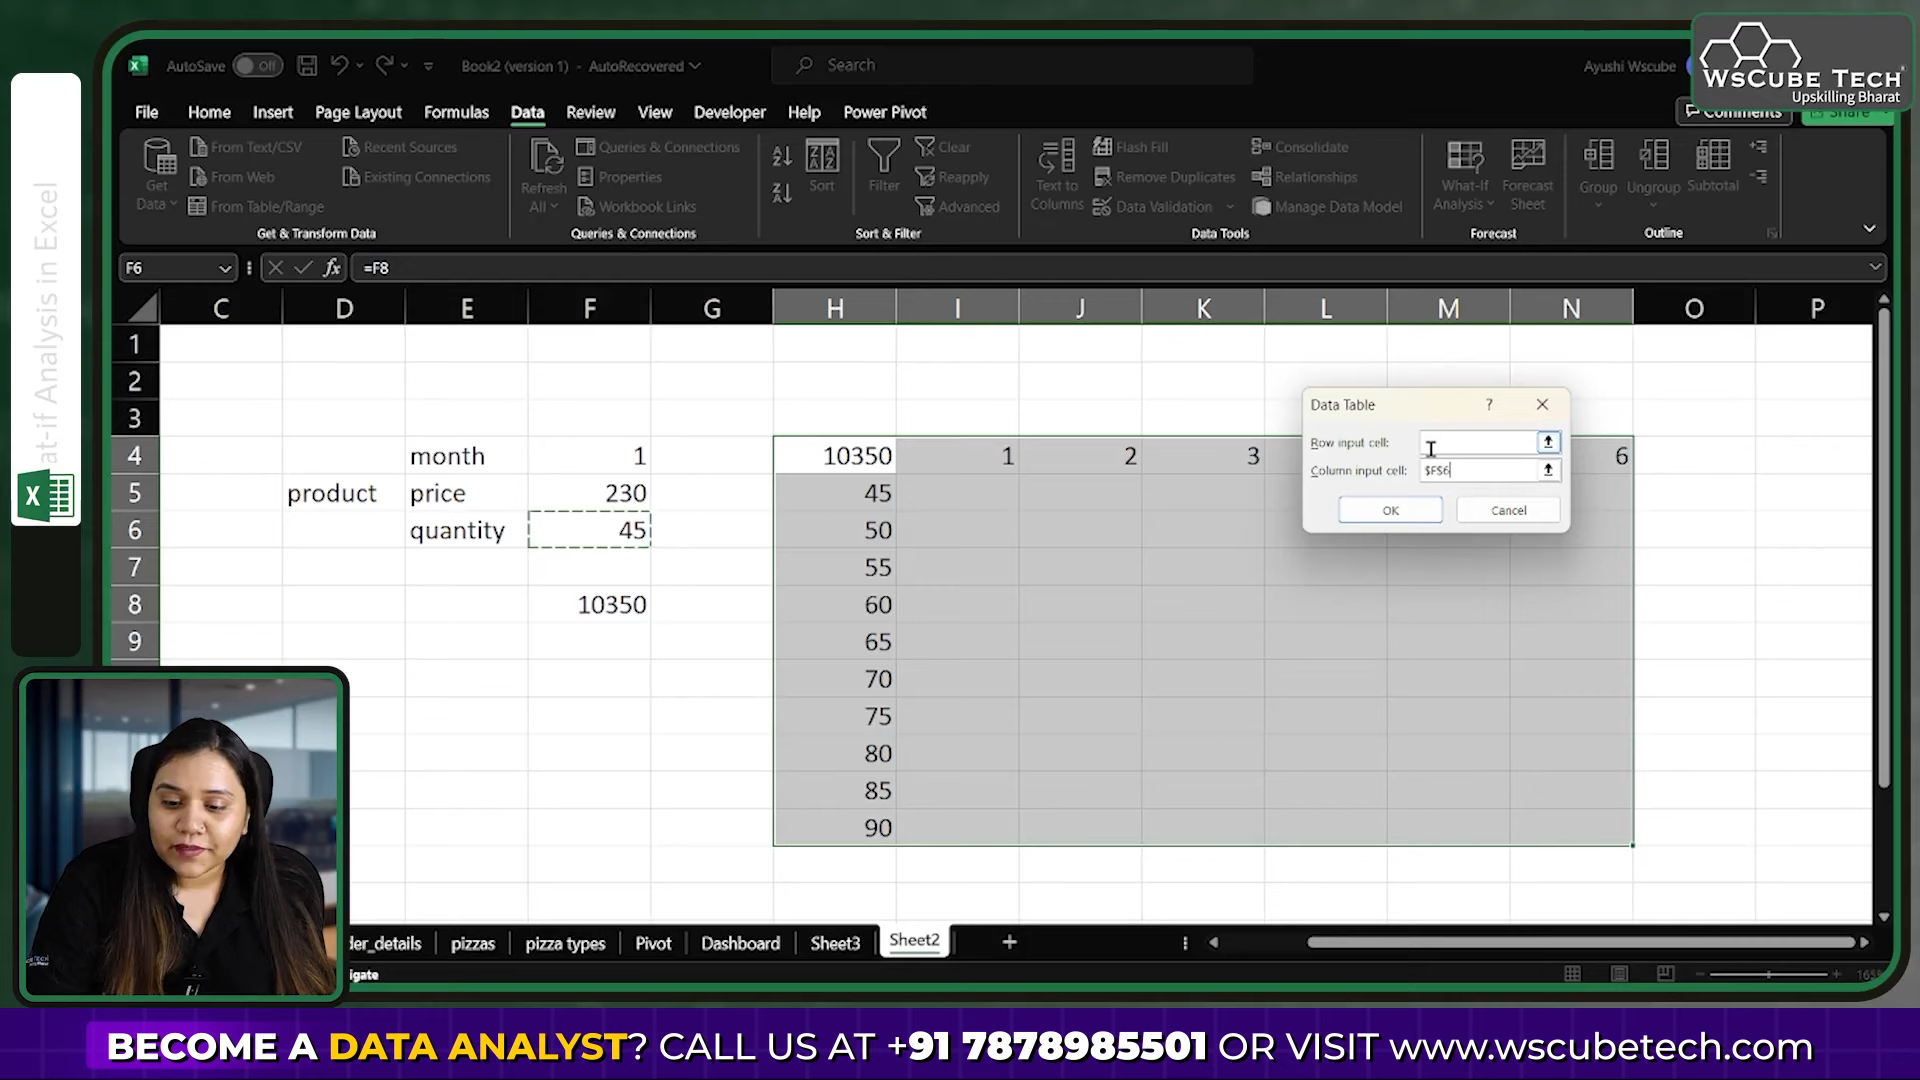 at-if Analysis in Excel
AutoSave Off Book2 (version 1) - AutoRecovered Search Ayushi Wscube
WsCube Tech
Upskilling Bharat
File Home Insert Page Layout Formulas Data Review View Developer Help Power Pivot Comments Share
Get Data
From Text/CSV
From Web
From Table/Range
Recent Sources
Existing Connections
Get & Transform Data
Refresh All
Queries & Connections
Properties
Workbook Links
Queries & Connections
Sort
Filter
Clear
Reapply
Advanced
Sort & Filter
Text to Columns
Flash Fill
Remove Duplicates
Data Validation
Consolidate
Relationships
Manage Data Model
Data Tools
What-If Analysis
Forecast Sheet
Forecast
Group
Ungroup
Subtotal
Outline
F6 fx =F8
C D E F G H I J K L M N O P
1
2
3
4 month 1 10350 1 2 3 6
5 product price 230 45
6 quantity 45 50
7 55
8 10350 60
9 65
70
75
80
85
90
Data Table ?
Row input cell:
Column input cell: $F$6
OK Cancel
der_details pizzas pizza types Pivot Dashboard Sheet3 Sheet2
igate
BECOME A DATA ANALYST? CALL US AT +91 7878985501 OR VISIT www.wscubetech.com